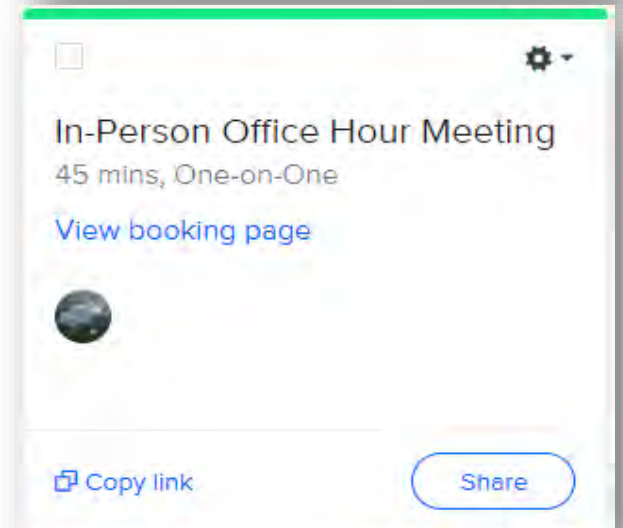 In-Person Office Hour Meeting
45 mins, One-on-One
View booking page
Copy link
Share